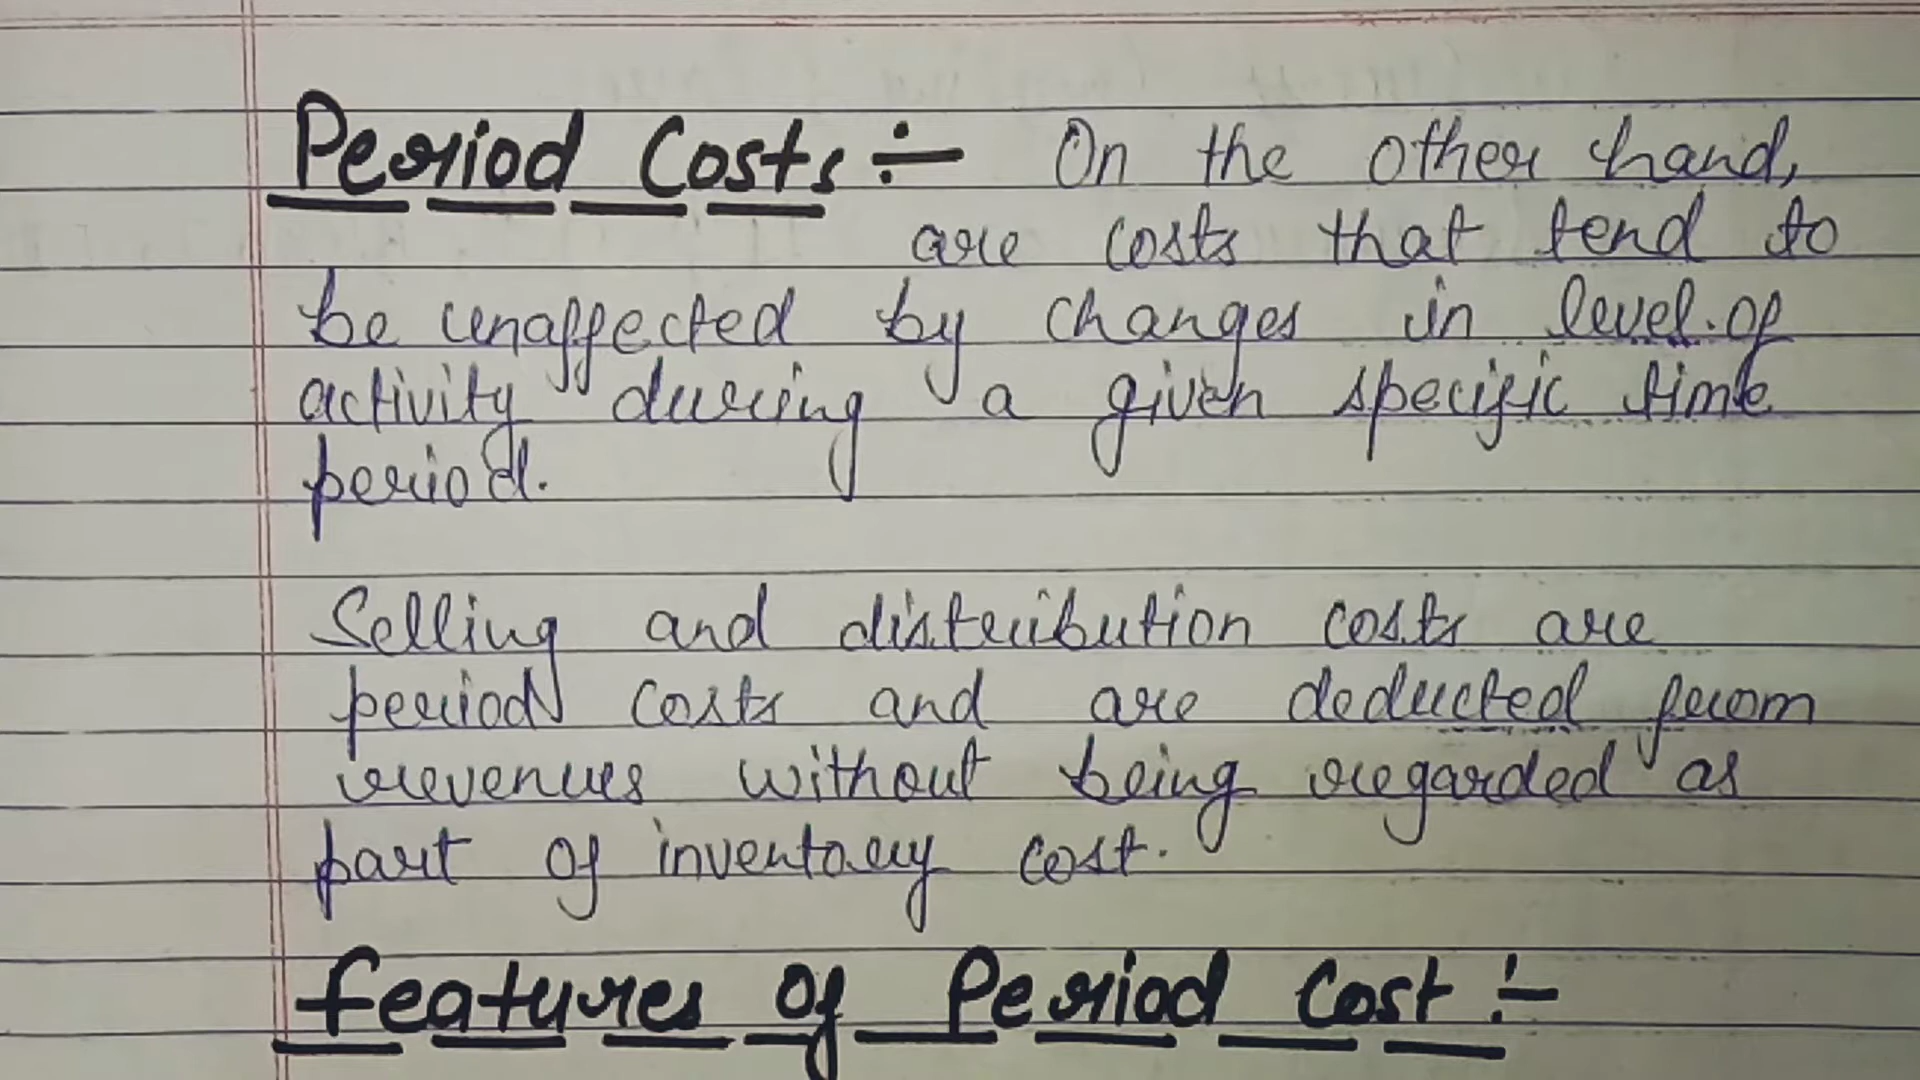 Period Costs :- On the other hand,
are costs that tend to
be unaffected by changes in level of
activity during a given specific time
period.
Selling and distribution costs are
period costs and are deducted from
revenues without being regarded as
part of inventory cost.
features of Period Cost :-